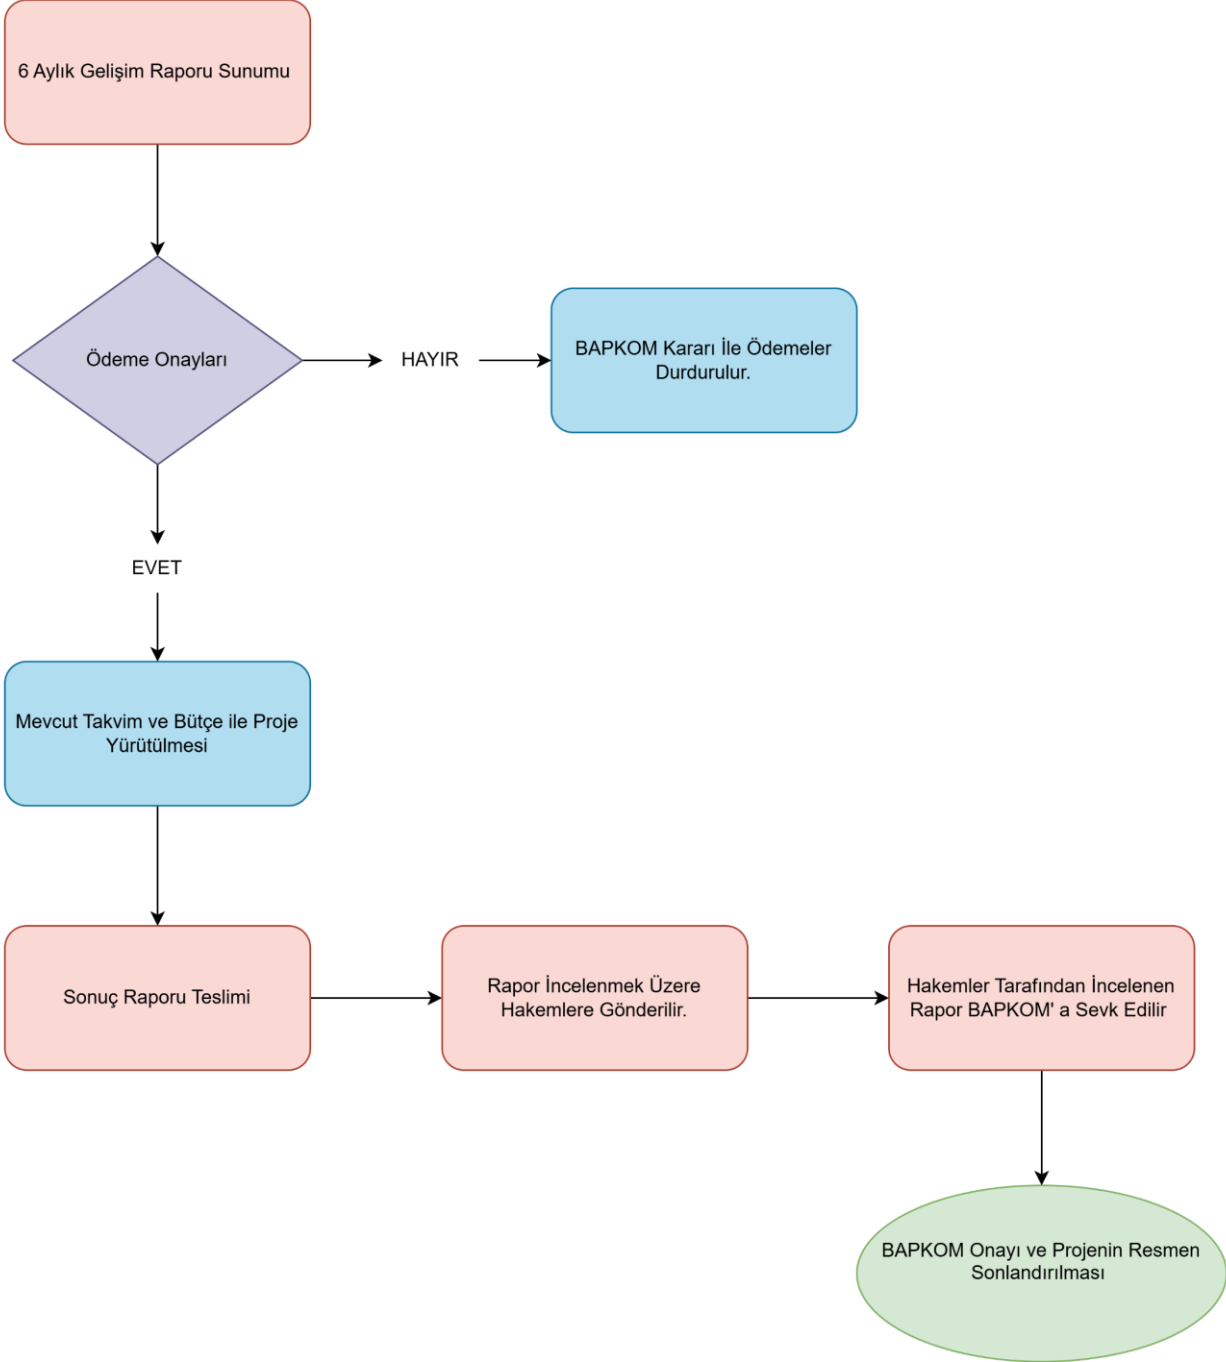 6 Aylık Gelişim Raporu Sunumu
Ödeme Onayları
HAYIR
BAPKOM Kararı İle Ödemeler
Durdurulur.
EVET
Mevcut Takvim ve Bütçe ile Proje
Yürütülmesi
Sonuç Raporu Teslimi
Rapor İncelenmek Üzere
Hakemlere Gönderilir.
Hakemler Tarafından İncelenen
Rapor BAPKOM' a Sevk Edilir
BAPKOM Onayı ve Projenin Resmen
Sonlandırılması